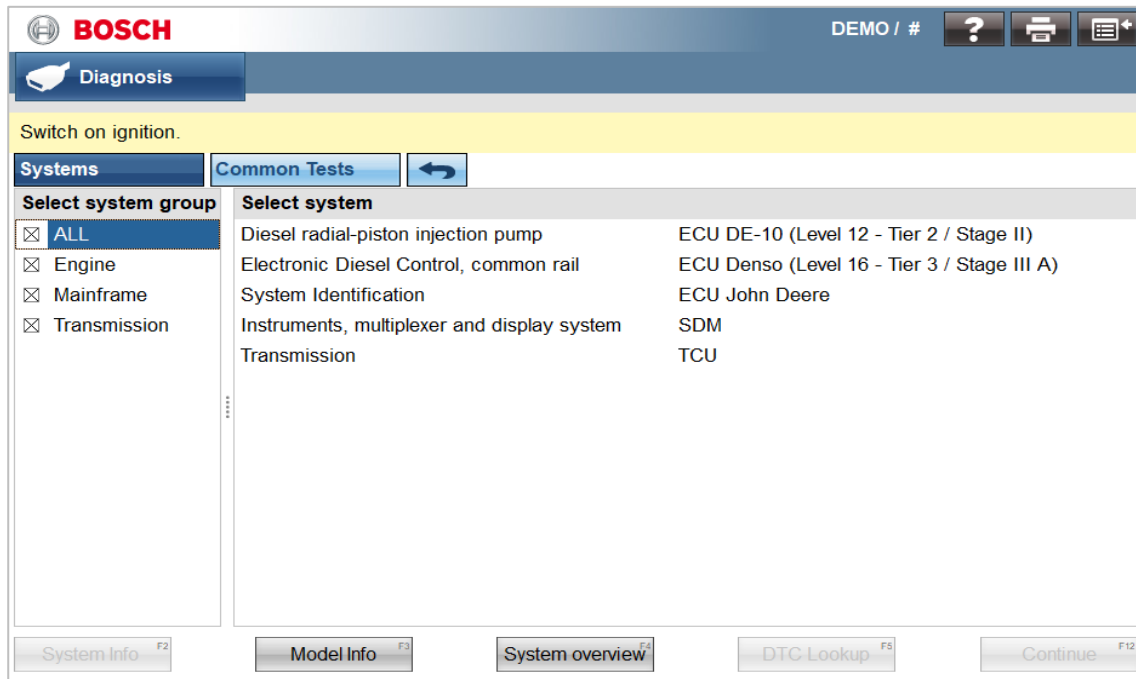 BOSCH DEMO / # ?
Diagnosis
Switch on ignition.
Systems Common Tests
Select system group Select system
ALL Diesel radial-piston injection pump ECU DE-10 (Level 12 - Tier 2 / Stage II)
Engine Electronic Diesel Control, common rail ECU Denso (Level 16 - Tier 3 / Stage III A)
Mainframe System Identification ECU John Deere
Transmission Instruments, multiplexer and display system SDM
Transmission TCU
System Info F2 Model Info F3 System overview F4 DTC Lookup F5 Continue F12